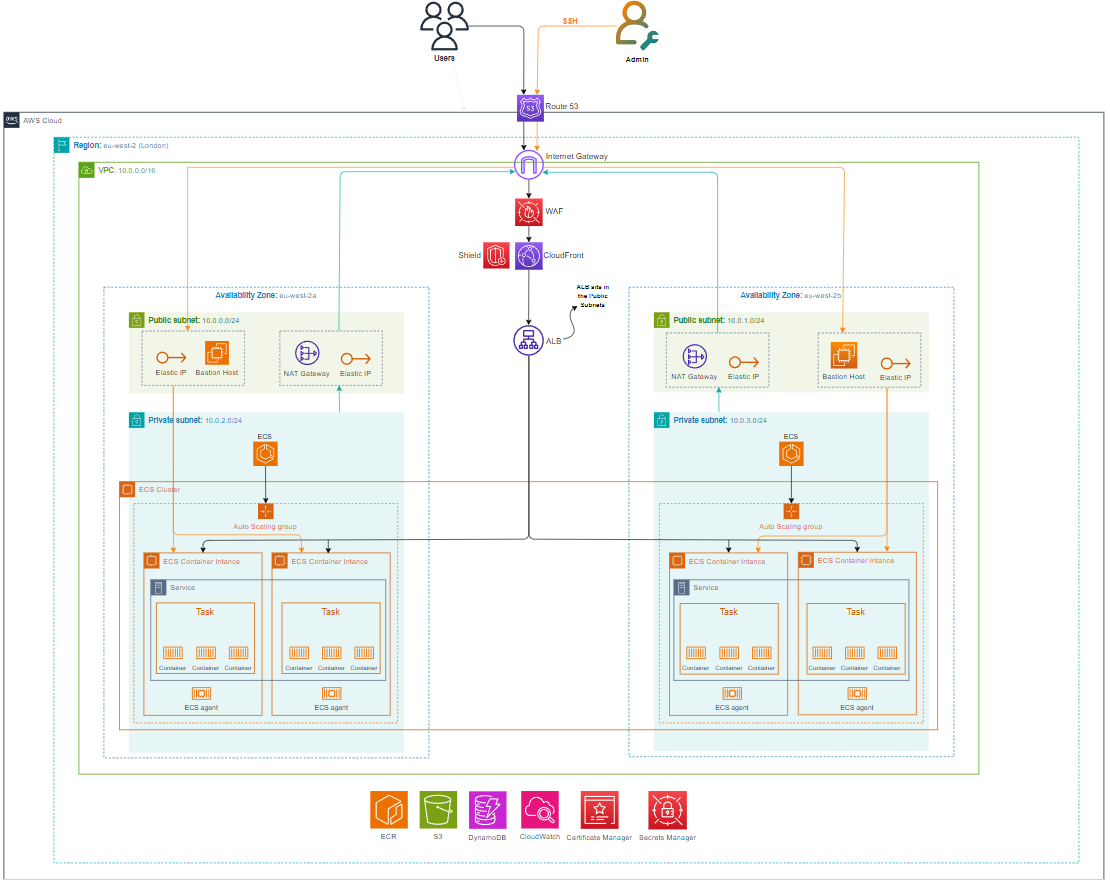 SSH
Users
Admin
Route 53
aws
AWS Cloud
Region: eu-west-2 (London)
Internet Gateway
VPC: 10.0.0.0/16
WAF
Shield
CloudFront
ALB sits in
the Public
Subnets
Availability Zone: eu-west-2a
Availability Zone: eu-west-2b
Public subnet: 10.0.0.0/24
Public subnet: 10.0.1.0/24
ALB
Elastic IP
Bastion Host
NAT Gateway
Elastic IP
NAT Gateway
Elastic IP
Bastion Host
Elastic IP
Private subnet: 10.0.2.0/24
Private subnet: 10.0.3.0/24
ECS
ECS
ECS Cluster
Auto Scaling group
Auto Scaling group
ECS Container Intance
ECS Container Intance
ECS Container Intance
ECS Container Intance
Service
Service
Task
Task
Task
Task
Container
Container
Container
Container
Container
Container
Container
Container
Container
Container
Container
Container
ECS agent
ECS agent
ECS agent
ECS agent
ECR
S3
DynamoDB
CloudWatch
Certificate Manager
Secrets Manager